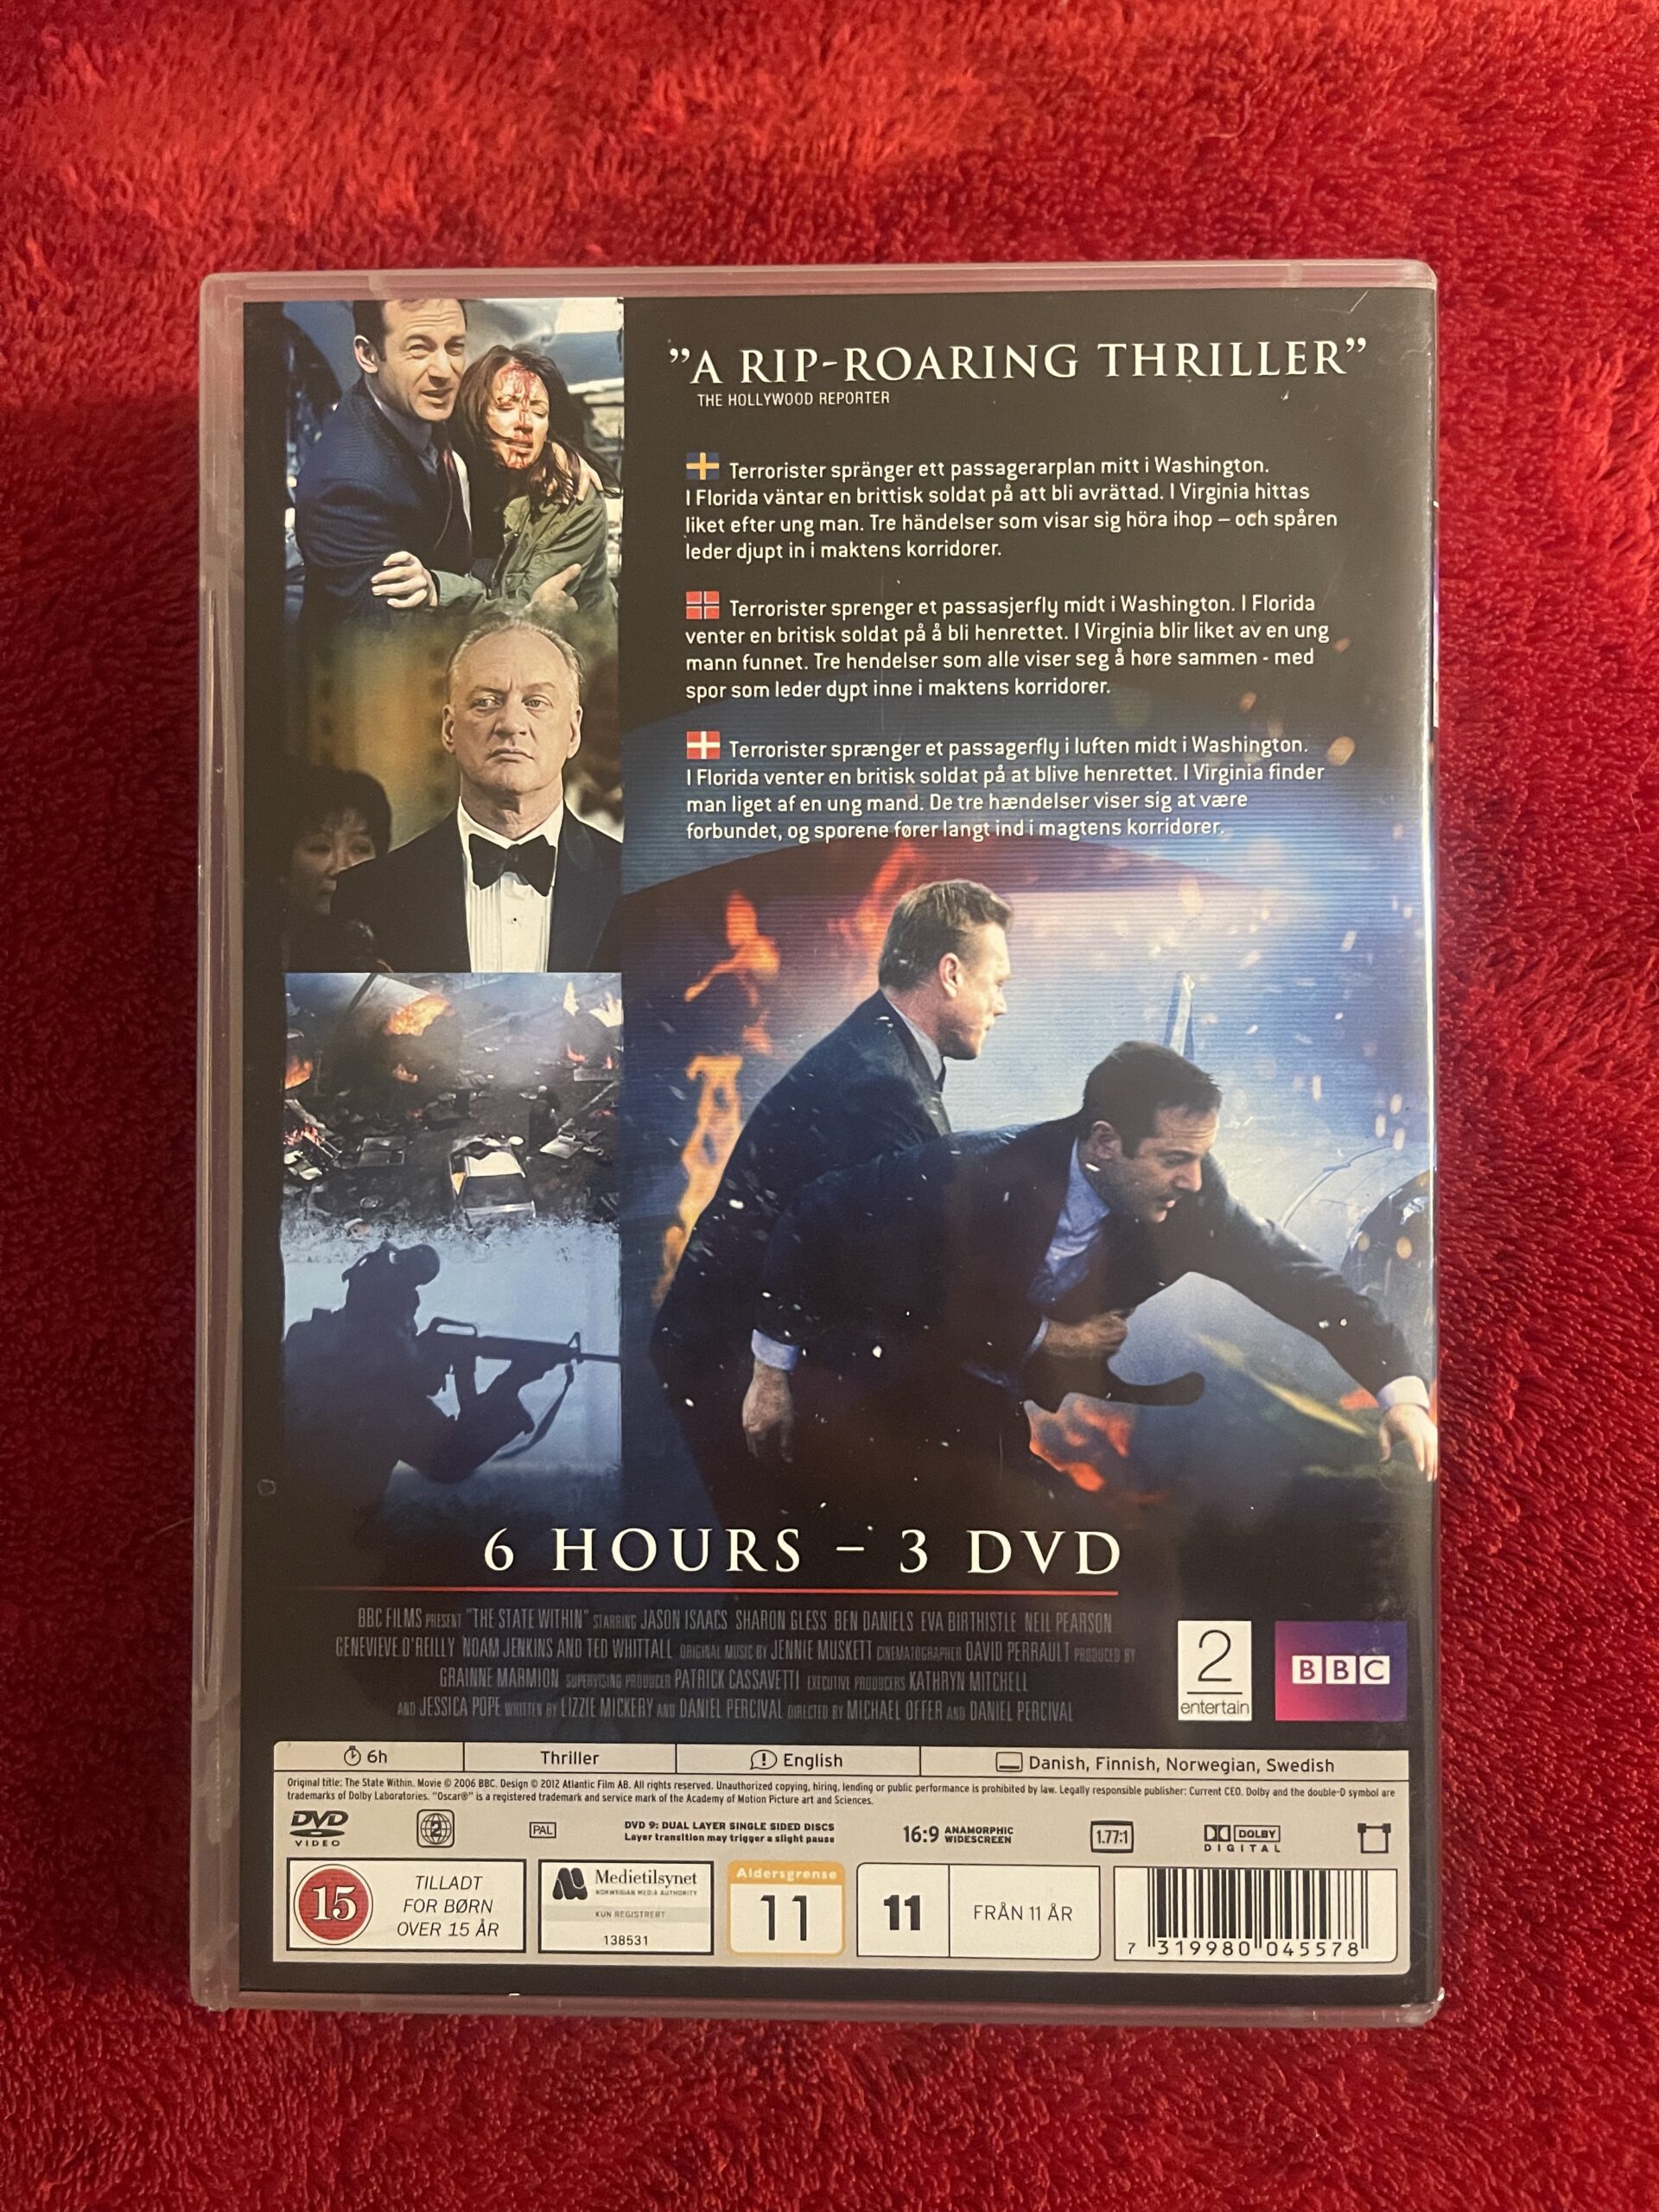 ”A RIP-ROARING THRILLER”
THE HOLLYWOOD REPORTER
Terrorister spränger ett passagerarplan mitt i Washington.
I Florida väntar en brittisk soldat på att bli avrättad. I Virginia hittas
liket efter ung man. Tre händelser som visar sig höra ihop – och spåren
leder djupt in i maktens korridorer.
Terrorister sprenger et passasjerfly midt i Washington. I Florida
venter en britisk soldat på å bli henrettet. I Virginia blir liket av en ung
mann funnet. Tre hendelser som alle viser seg å høre sammen - med
spor som leder dypt inne i maktens korridorer.
Terrorister sprænger et passagerfly i luften midt i Washington.
I Florida venter en britisk soldat på at blive henrettet. I Virginia finder
man liget af en ung mand. De tre hændelser viser sig at være
forbundet, og sporene fører langt ind i magtens korridorer.
6 HOURS – 3 DVD
BBC FILMS PRESENT "THE STATE WITHIN" STARRING JASON ISAACS SHARON GLESS BEN DANIELS EVA BIRTHISTLE NEIL PEARSON
GENEVIEVE O'REILLY NOAM JENKINS AND TED WHITTALL ORIGINAL MUSIC BY JENNIE MUSKETT CINEMATOGRAPHER DAVID PERRAULT PRODUCED BY
GRAINNE MARMION SUPERVISING PRODUCER PATRICK CASSAVETTI EXECUTIVE PRODUCERS KATHRYN MITCHELL
AND JESSICA POPE WRITTEN BY LIZZIE MICKERY AND DANIEL PERCIVAL DIRECTED BY MICHAEL OFFER AND DANIEL PERCIVAL
2
entertain
BBC
6h
Thriller
English
Danish, Finnish, Norwegian, Swedish
Original title: The State Within. Movie © 2006 BBC. Design © 2012 Atlantic Film AB. All rights reserved. Unauthorized copying, hiring, lending or public performance is prohibited by law. Legally responsible publisher: Current CEO. Dolby and the double-D symbol are
trademarks of Dolby Laboratories. "Oscar®" is a registered trademark and service mark of the Academy of Motion Picture art and Sciences.
DVD
VIDEO
2
PAL
DVD 9: DUAL LAYER SINGLE SIDED DISCS
Layer transition may trigger a slight pause
16:9 ANAMORPHIC
WIDESCREEN
1.77:1
DOLBY
DIGITAL
15
TILLADT
FOR BØRN
OVER 15 ÅR
Medietilsynet
NORWEGIAN MEDIA AUTHORITY
KUN REGISTRERT
138531
Aldersgrense
11
11
FRÅN 11 ÅR
7 319980 045578